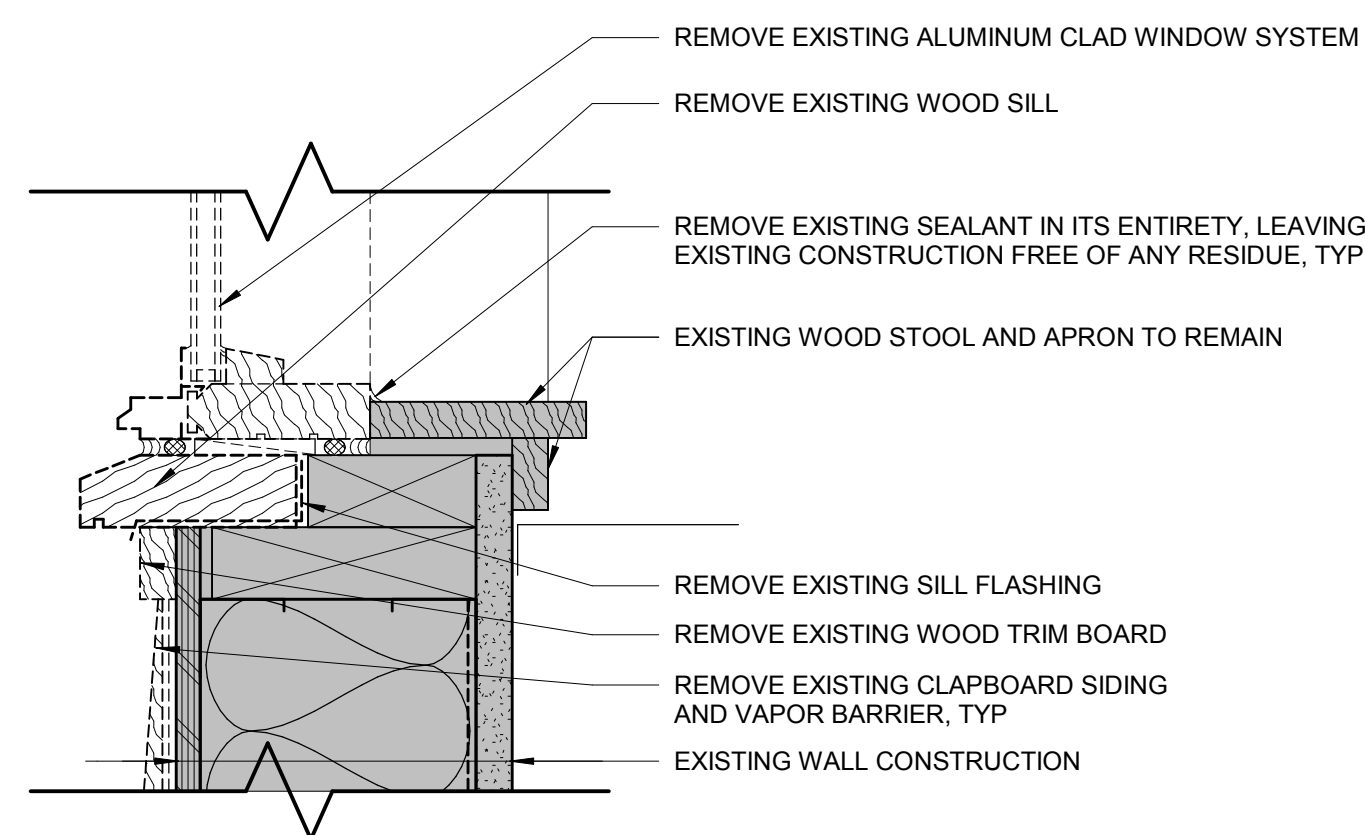 REMOVE EXISTING ALUMINUM CLAD WINDOW SYSTEM
REMOVE EXISTING WOOD SILL
REMOVE EXISTING SEALANT IN ITS ENTIRETY, LEAVING
EXISTING CONSTRUCTION FREE OF ANY RESIDUE, TYP
EXISTING WOOD STOOL AND APRON TO REMAIN
REMOVE EXISTING SILL FLASHING
REMOVE EXISTING WOOD TRIM BOARD
REMOVE EXISTING CLAPBOARD SIDING
AND VAPOR BARRIER, TYP
EXISTING WALL CONSTRUCTION